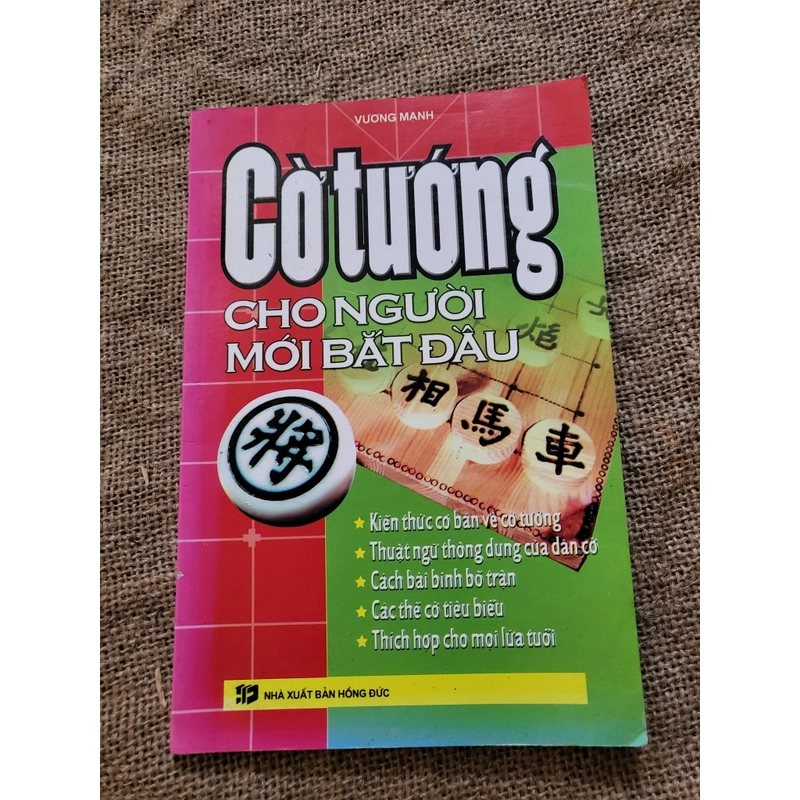 VƯƠNG MẠNH
Cờ tướng
CHO NGƯỜI
MỚI BẮT ĐẦU
炮
相 馬 車
將
Kiến thức cơ bản về cờ tướng
Thuật ngữ thông dụng của dân cờ
Cách bài binh bố trận
Các thế cờ tiêu biểu
Thích hợp cho mọi lứa tuổi
NHÀ XUẤT BẢN HỒNG ĐỨC